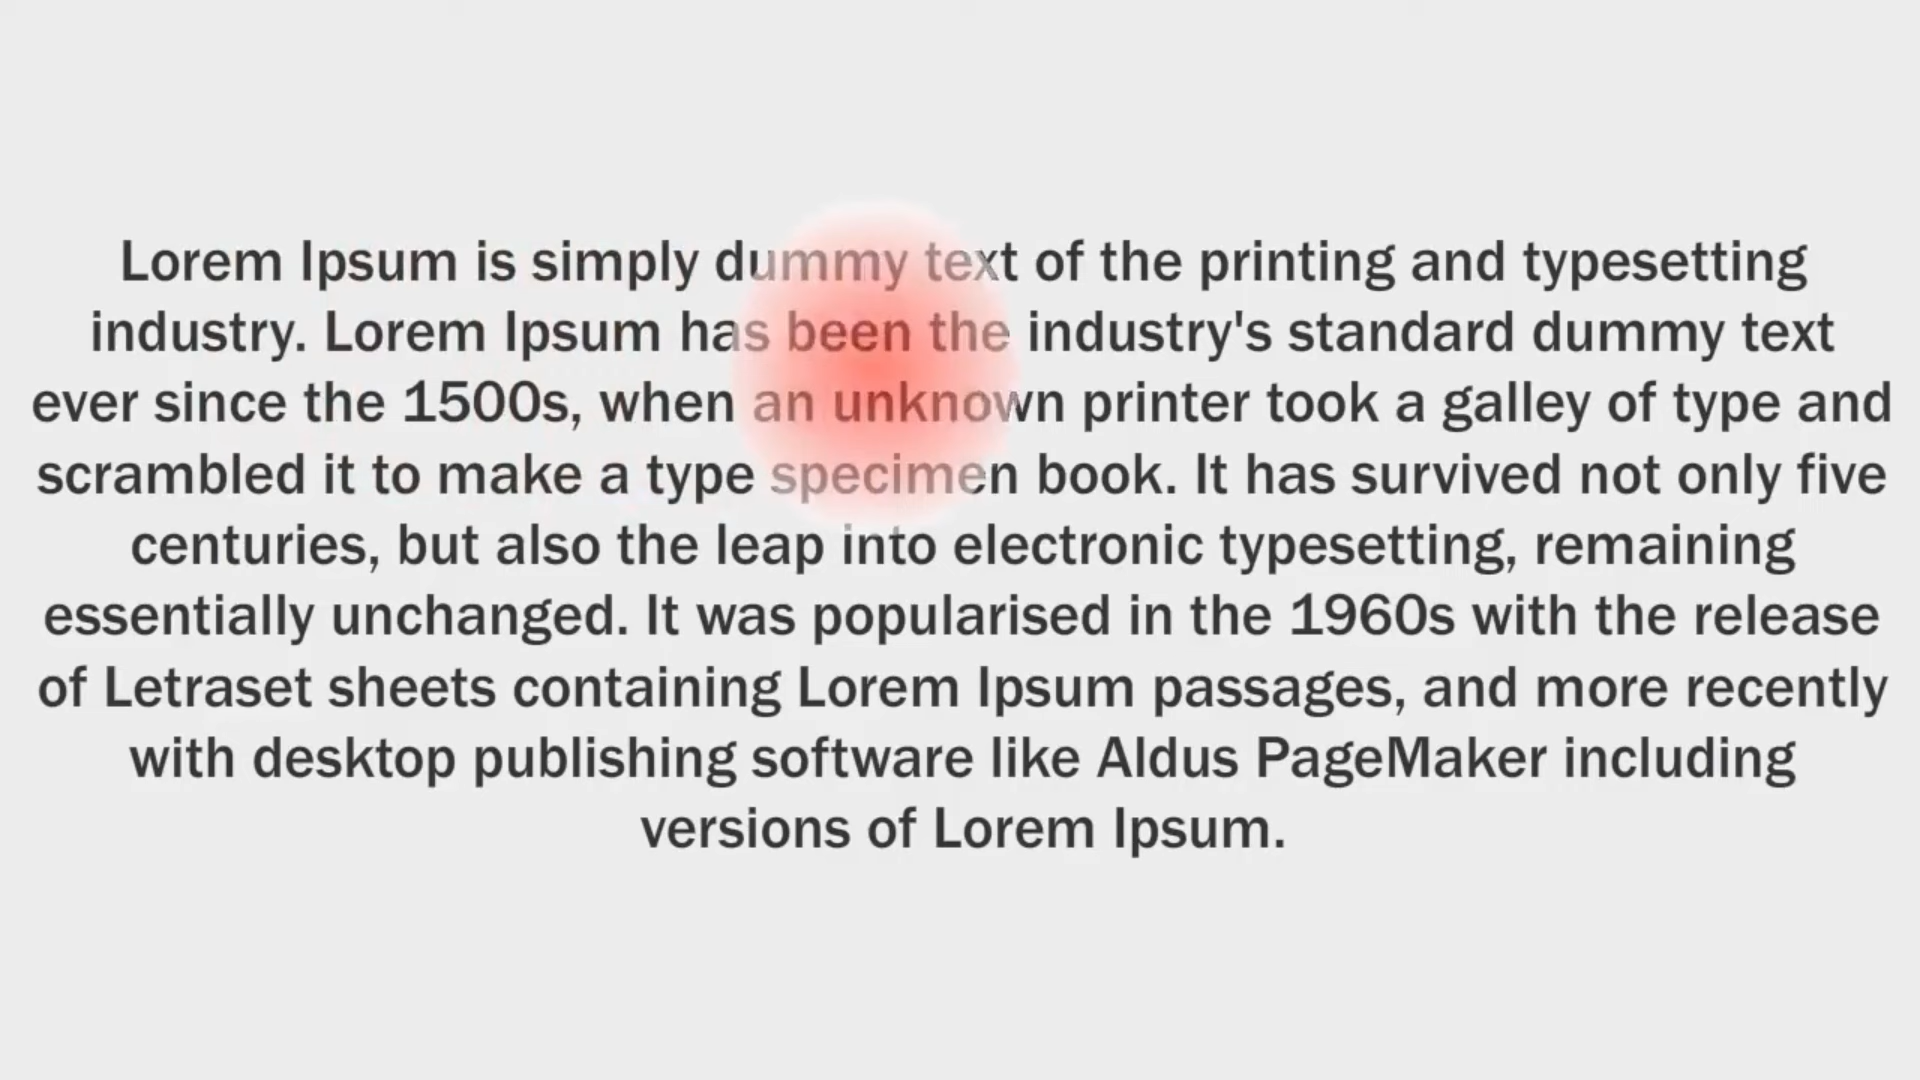 Lorem Ipsum is simply dummy text of the printing and typesetting
industry. Lorem Ipsum has been the industry's standard dummy text
ever since the 1500s, when an unknown printer took a galley of type and
scrambled it to make a type specimen book. It has survived not only five
centuries, but also the leap into electronic typesetting, remaining
essentially unchanged. It was popularised in the 1960s with the release
of Letraset sheets containing Lorem Ipsum passages, and more recently
with desktop publishing software like Aldus PageMaker including
versions of Lorem Ipsum.